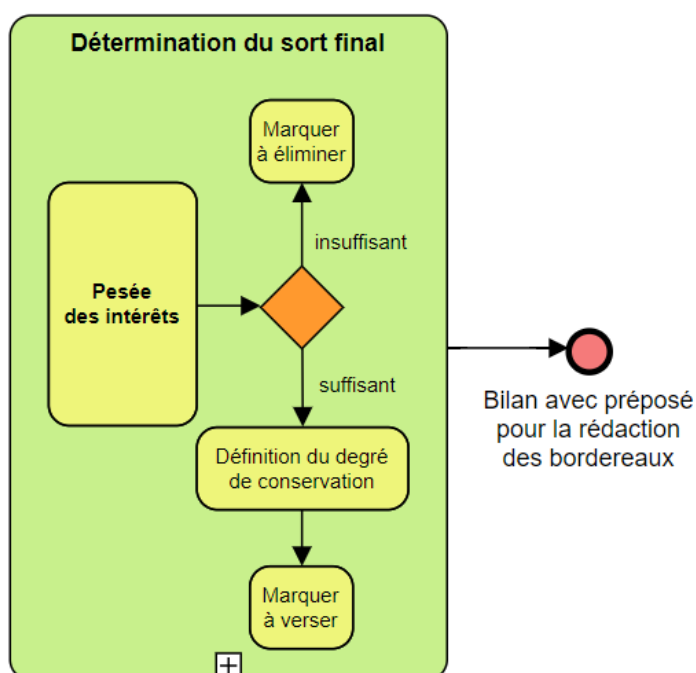 Détermination du sort final
Marquer
à éliminer
insuffisant
Pesée
des intérêts
suffisant
Bilan avec préposé
pour la rédaction
des bordereaux
Définition du degré
de conservation
Marquer
à verser